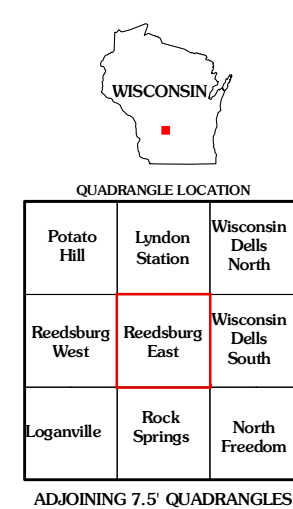 WISCONSIN
QUADRANGLE LOCATION
Potato
Hill
Lyndon
Station
Wisconsin
Dells
North
Reedsburg
West
Reedsburg
East
Wisconsin
Dells
South
Loganville
Rock
Springs
North
Freedom
ADJOINING 7.5' QUADRANGLES